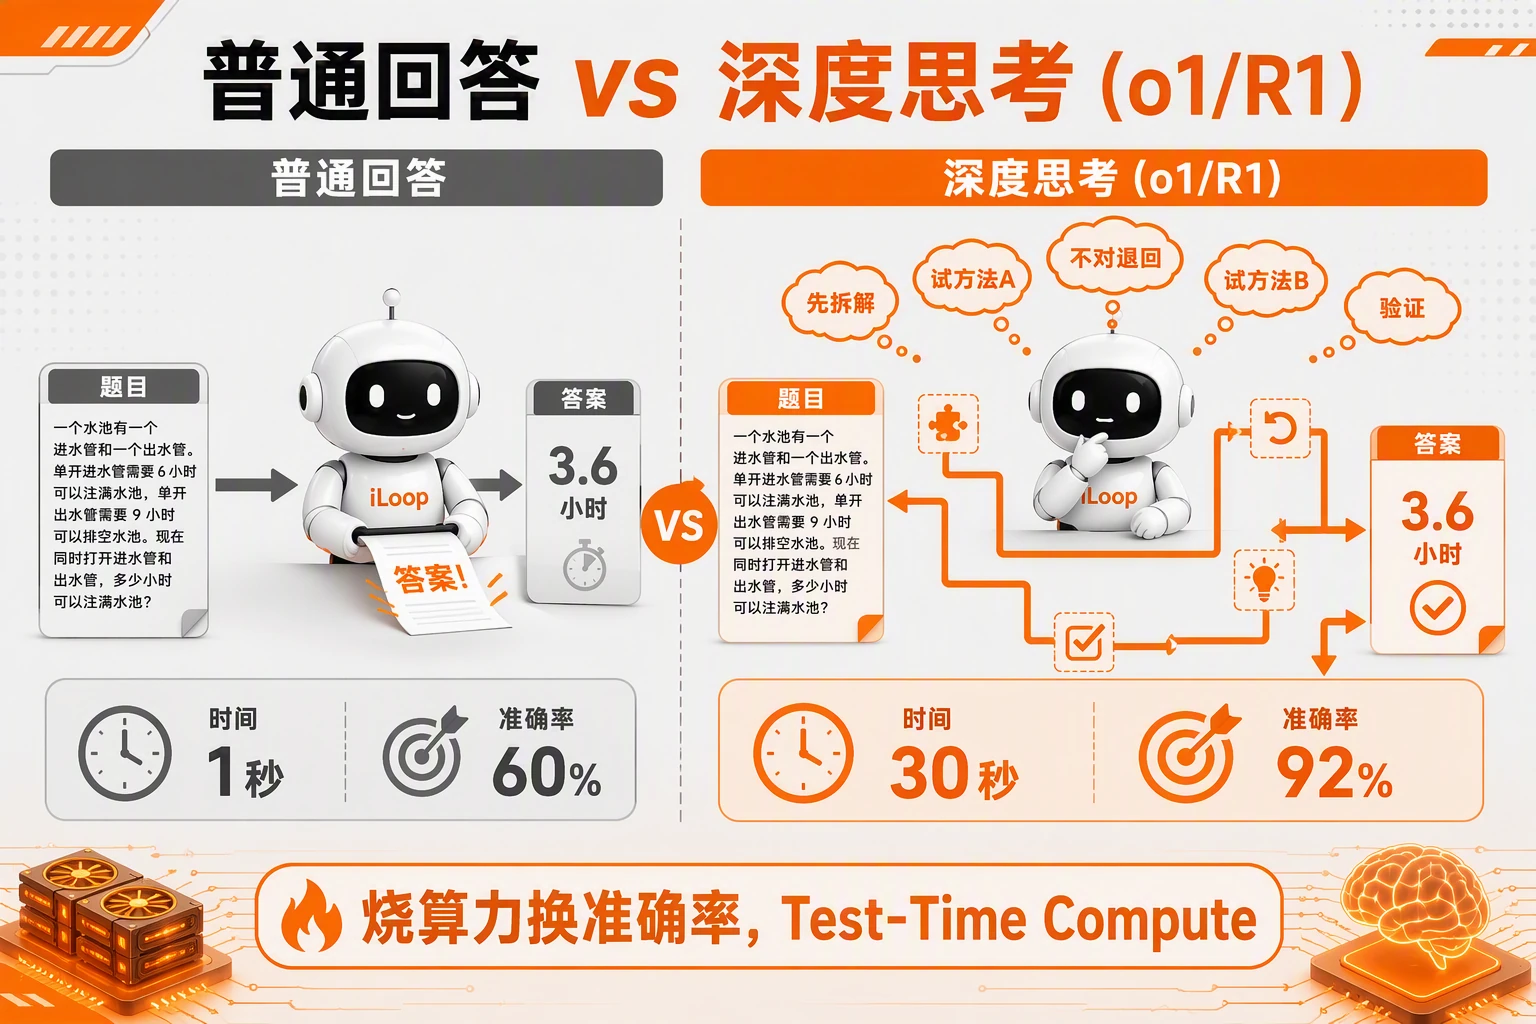 普通回答 vs 深度思考 (o1/R1)
普通回答
题目
一个水池有一个
进水管和一个出水管。
单开进水管需要 6 小时
可以注满水池，单开
出水管需要 9 小时
可以排空水池。现在
同时打开进水管和
出水管，多少小时
可以注满水池？
iLoop
答案!
答案
3.6
小时
时间
1秒
准确率
60%
VS
深度思考 (o1/R1)
先拆解
试方法A
不对退回
试方法B
验证
题目
一个水池有一个
进水管和一个出水管。
单开进水管需要 6 小时
可以注满水池，单开
出水管需要 9 小时
可以排空水池。现在
同时打开进水管和
出水管，多少小时
可以注满水池？
iLoop
答案
3.6
小时
时间
30秒
准确率
92%
烧算力换准确率，Test-Time Compute